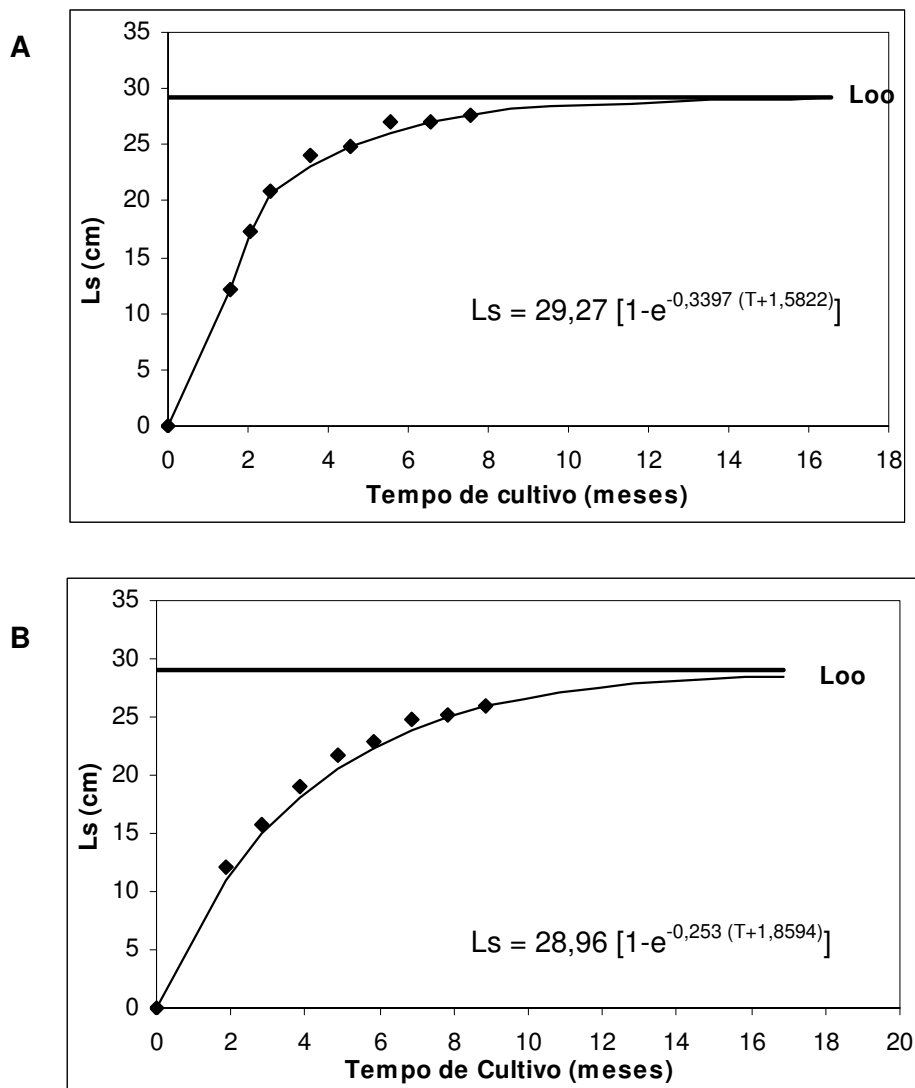 A
35
30
25
20
15
10
5
0
Ls (cm)
Loo
Ls = 29,27 [1-e^-0,3397 (T+1,5822)]
0 2 4 6 8 10 12 14 16 18
Tempo de cultivo (meses)
B
35
30
25
20
15
10
5
0
Ls (cm)
Loo
Ls = 28,96 [1-e^-0,253 (T+1,8594)]
0 2 4 6 8 10 12 14 16 18 20
Tempo de Cultivo (meses)